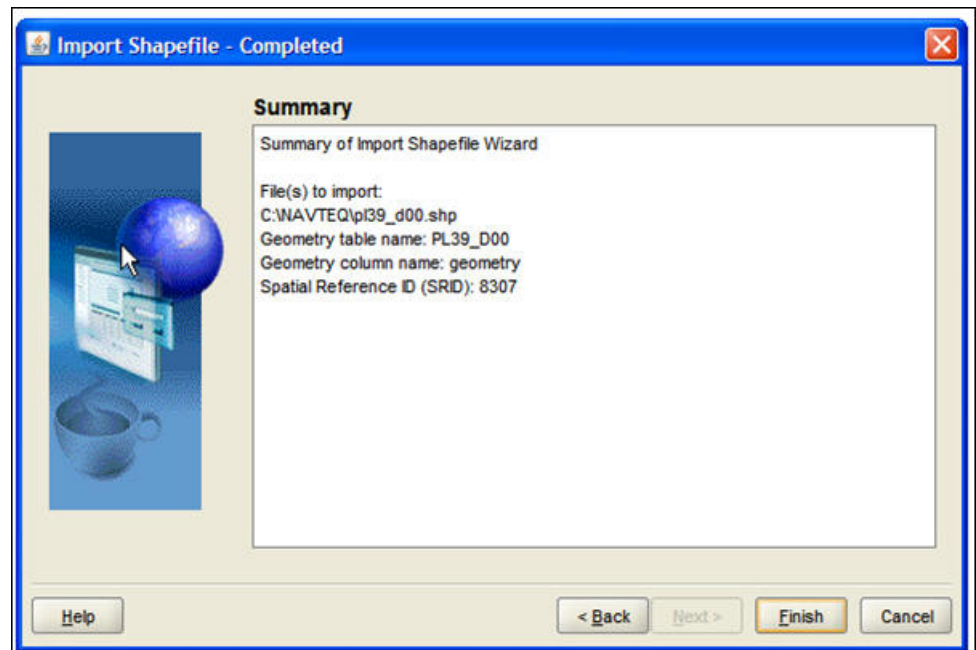 Import Shapefile - Completed
Summary
Summary of Import Shapefile Wizard
File(s) to import:
C:\NAVTEQ\pl39_d00.shp
Geometry table name: PL39_D00
Geometry column name: geometry
Spatial Reference ID (SRID): 8307
Help
< Back
Next >
Finish
Cancel